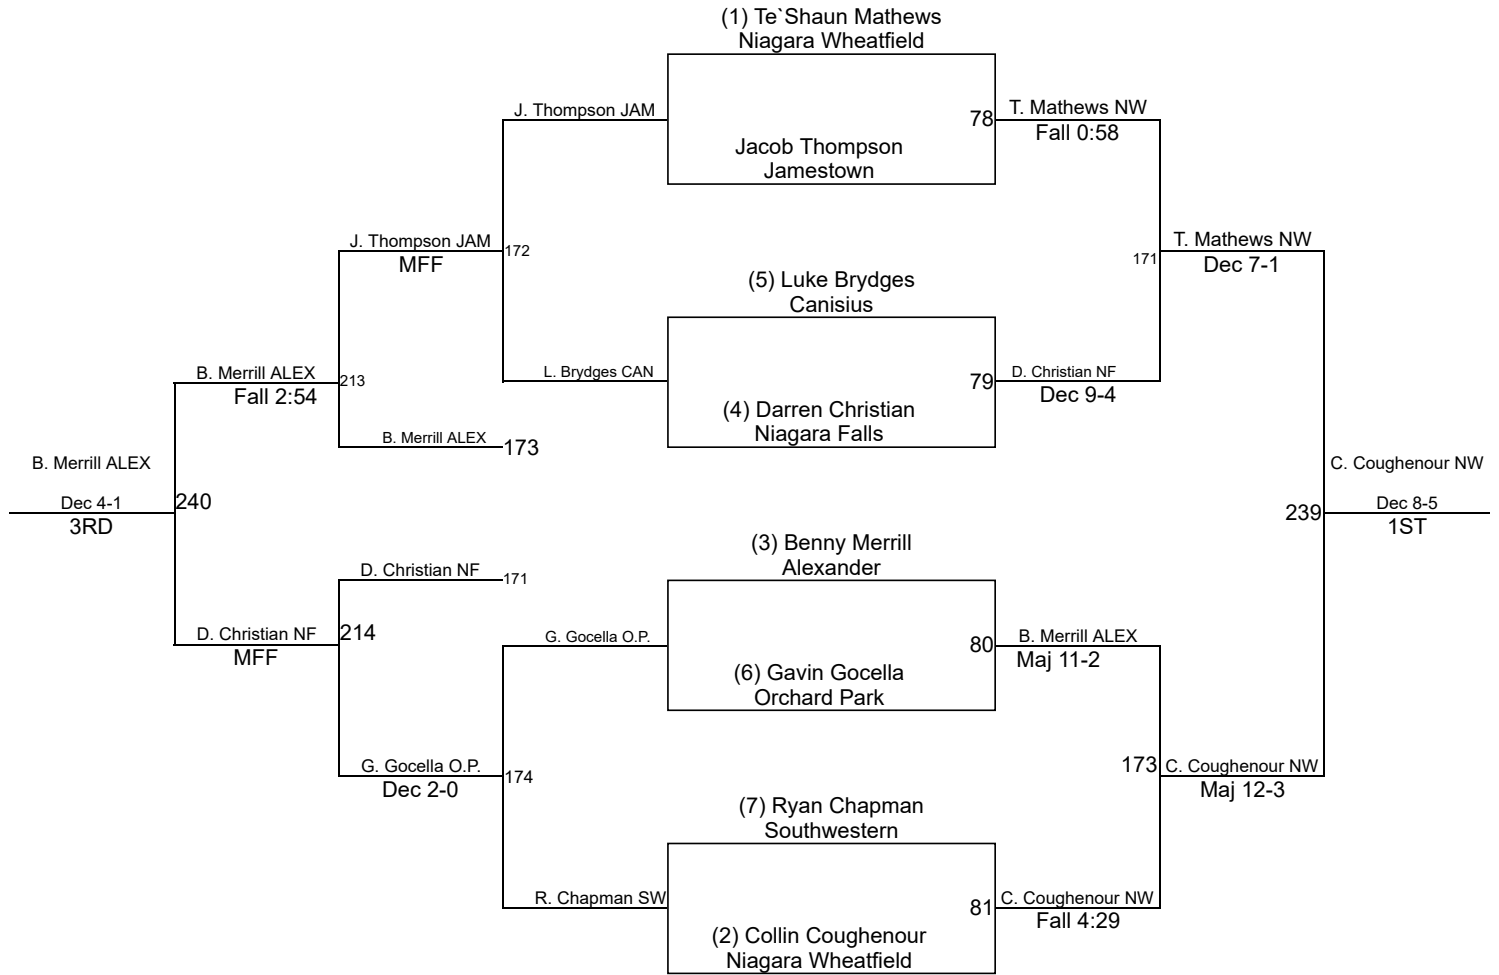 (1) Te`Shaun Mathews
Niagara Wheatfield
J. Thompson JAM
78
T. Mathews NW
Fall 0:58
Jacob Thompson
Jamestown
J. Thompson JAM
172
MFF
T. Mathews NW
171
Dec 7-1
(5) Luke Brydges
Canisius
B. Merrill ALEX
213
Fall 2:54
L. Brydges CAN
79
D. Christian NF
Dec 9-4
(4) Darren Christian
Niagara Falls
B. Merrill ALEX
173
B. Merrill ALEX
C. Coughenour NW
Dec 4-1
240
3RD
239
Dec 8-5
1ST
(3) Benny Merrill
Alexander
D. Christian NF
171
D. Christian NF
214
MFF
G. Gocella O.P.
80
B. Merrill ALEX
Maj 11-2
(6) Gavin Gocella
Orchard Park
G. Gocella O.P.
174
Dec 2-0
173
C. Coughenour NW
Maj 12-3
(7) Ryan Chapman
Southwestern
R. Chapman SW
81
C. Coughenour NW
Fall 4:29
(2) Collin Coughenour
Niagara Wheatfield